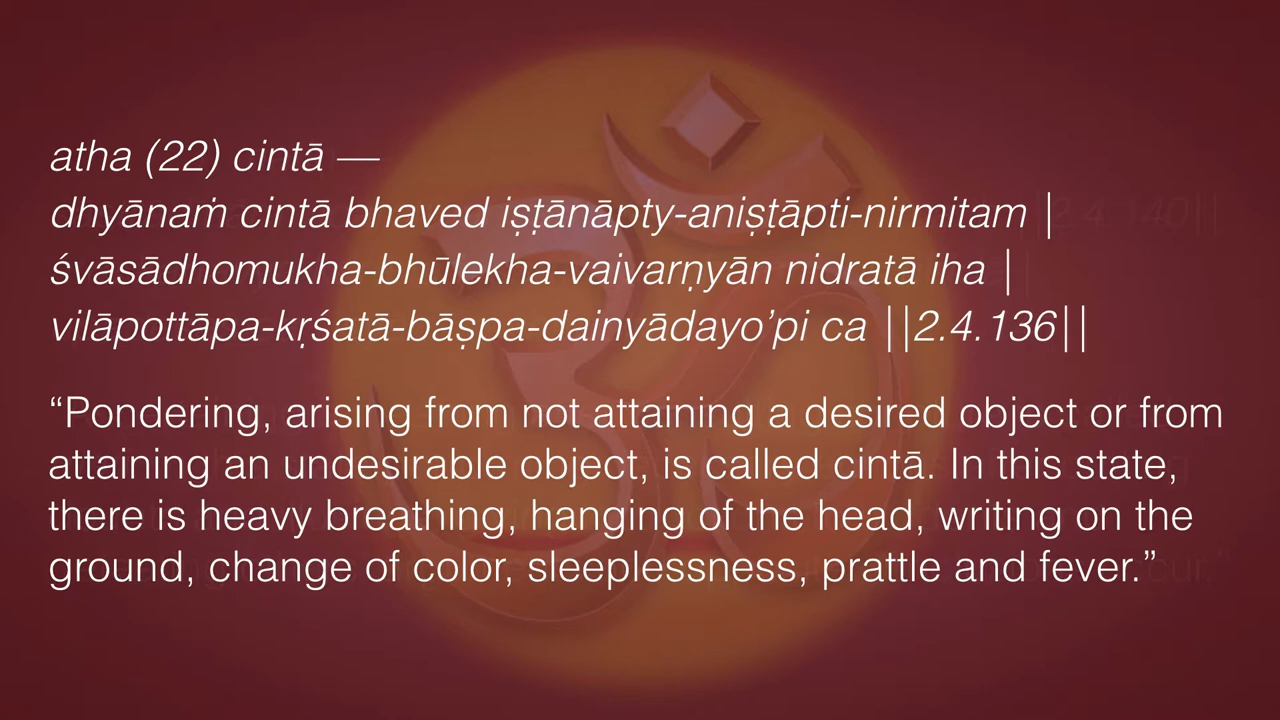 atha (22) cintā —
dhyānaṁ cintā bhaved iṣṭānāpty-aniṣṭāpti-nirmitam |
śvāsādhomukha-bhūlekha-vaivarṇyān nidratā iha |
vilāpottāpa-kṛśatā-bāṣpa-dainyādayo’pi ca ||2.4.136||
“Pondering, arising from not attaining a desired object or from
attaining an undesirable object, is called cintā. In this state,
there is heavy breathing, hanging of the head, writing on the
ground, change of color, sleeplessness, prattle and fever.”